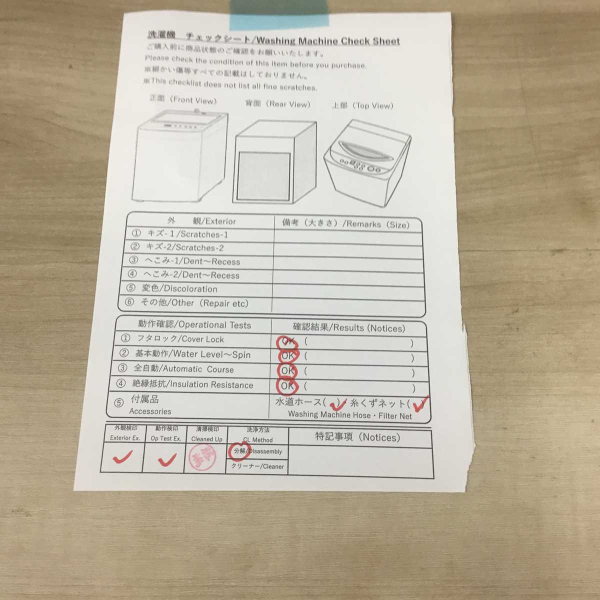 洗濯機 チェックシート/Washing Machine Check Sheet
ご購入前に商品状態のご確認をお願いいたします。
Please check the condition of this item before you purchase.
※細かい傷等すべての記載はしておりません。
※This checklist does not list all fine scratches.
正面（Front View） 背面（Rear View） 上部（Top View）
外 観/Exterior 備考（大きさ）/Remarks（Size）
① キズ-１/Scratches-1
② キズ-2/Scratches-2
③ へこみ-1/Dent～Recess
④ へこみ-2/Dent～Recess
⑤ 変色/Discoloration
⑥ その他/Other（Repair etc）
動作確認/Operational Tests 確認結果/Results (Notices)
① フタロック/Cover Lock OK ( )
② 基本動作/Water Level～Spin OK ( )
③ 全自動/Automatic Course OK ( )
④ 絶縁抵抗/Insulation Resistance OK ( )
⑤ 付属品 水道ホース( ✓)・糸くずネット(✓)
Accessories Washing Machine Hose・Filter Net
外観検印 動作検印 清掃検印 洗浄方法 特記事項（Notices）
Exterior Ex. Op Test Ex. Cleaned Up CL Method
✓ ✓ 分解/Disassembly
クリーナー/Cleaner